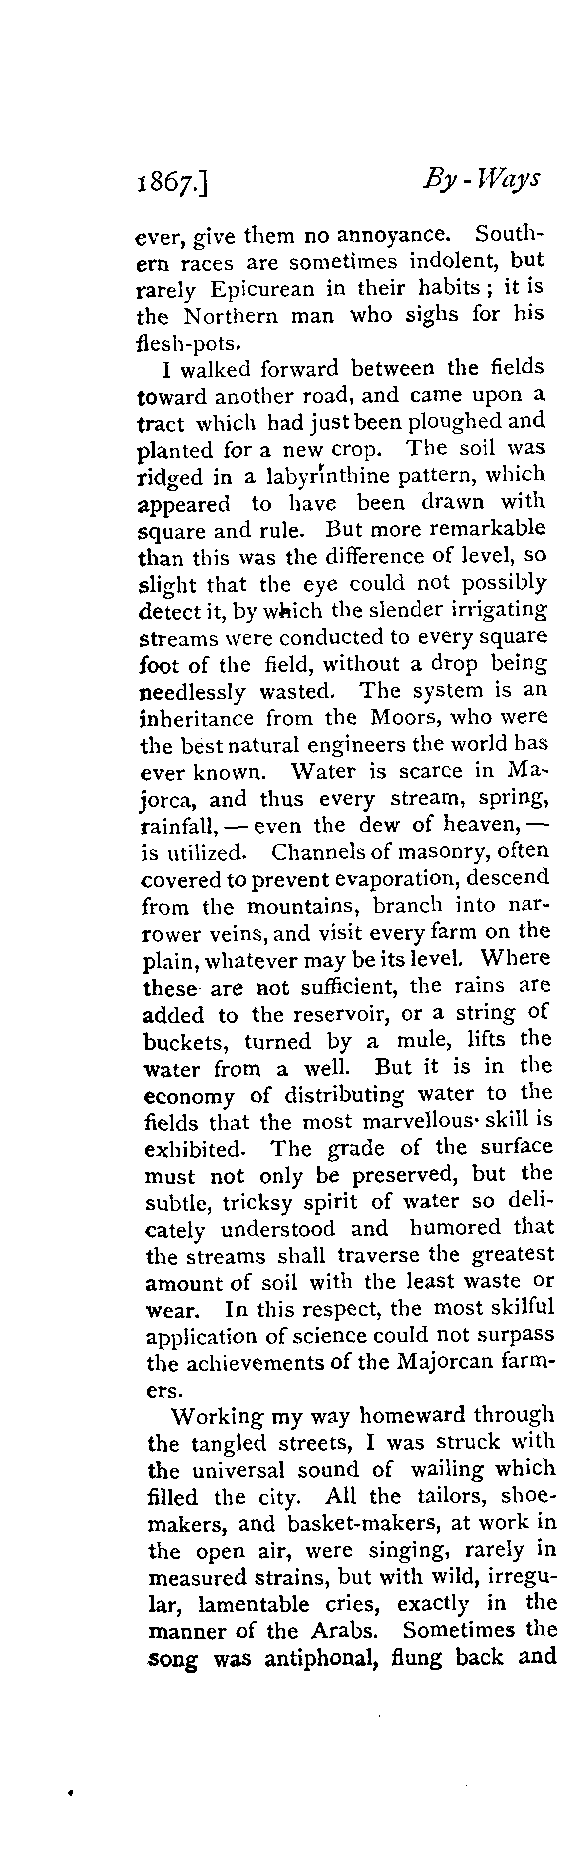 1867.] By-Ways
ever, give them no annoyance. South-
ern races are sometimes indolent, but
rarely Epicurean in their habits; it is
the Northern man who sighs for his
flesh-pots.
I walked forward between the fields
toward another road, and came upon a
tract which had just been ploughed and
planted for a new crop. The soil was
ridged in a labyrinthine pattern, which
appeared to have been drawn with
square and rule. But more remarkable
than this was the difference of level, so
slight that the eye could not possibly
detect it, by which the slender irrigating
streams were conducted to every square
foot of the field, without a drop being
needlessly wasted. The system is an
inheritance from the Moors, who were
the best natural engineers the world has
ever known. Water is scarce in Ma-
jorca, and thus every stream, spring,
rainfall, — even the dew of heaven, —
is utilized. Channels of masonry, often
covered to prevent evaporation, descend
from the mountains, branch into nar-
rower veins, and visit every farm on the
plain, whatever may be its level. Where
these are not sufficient, the rains are
added to the reservoir, or a string of
buckets, turned by a mule, lifts the
water from a well. But it is in the
economy of distributing water to the
fields that the most marvellous skill is
exhibited. The grade of the surface
must not only be preserved, but the
subtle, tricksy spirit of water so deli-
cately understood and humored that
the streams shall traverse the greatest
amount of soil with the least waste or
wear. In this respect, the most skilful
application of science could not surpass
the achievements of the Majorcan farm-
ers.
Working my way homeward through
the tangled streets, I was struck with
the universal sound of wailing which
filled the city. All the tailors, shoe-
makers, and basket-makers, at work in
the open air, were singing, rarely in
measured strains, but with wild, irregu-
lar, lamentable cries, exactly in the
manner of the Arabs. Sometimes the
song was antiphonal, flung back and